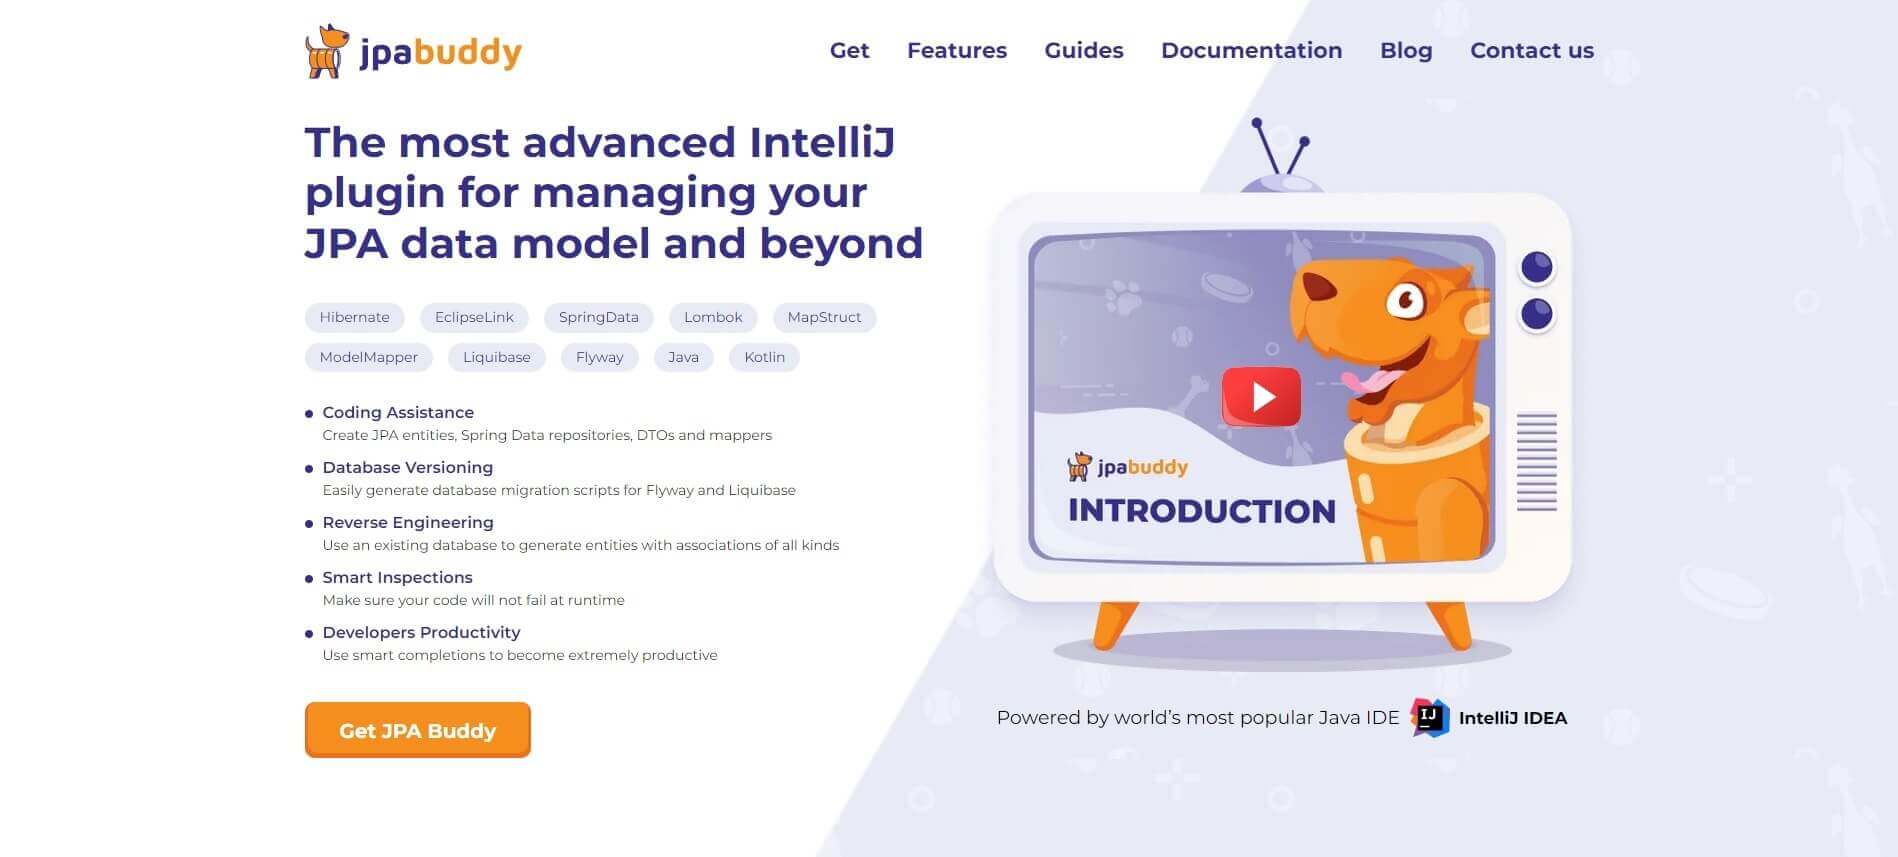 jpabuddy
Get Features Guides Documentation Blog Contact us
The most advanced IntelliJ
plugin for managing your
JPA data model and beyond
Hibernate EclipseLink SpringData Lombok MapStruct
ModelMapper Liquibase Flyway Java Kotlin
Coding Assistance
Create JPA entities, Spring Data repositories, DTOs and mappers
Database Versioning
Easily generate database migration scripts for Flyway and Liquibase
Reverse Engineering
Use an existing database to generate entities with associations of all kinds
Smart Inspections
Make sure your code will not fail at runtime
Developers Productivity
Use smart completions to become extremely productive
Get JPA Buddy
jpabuddy
INTRODUCTION
Powered by world’s most popular Java IDE IJ IntelliJ IDEA